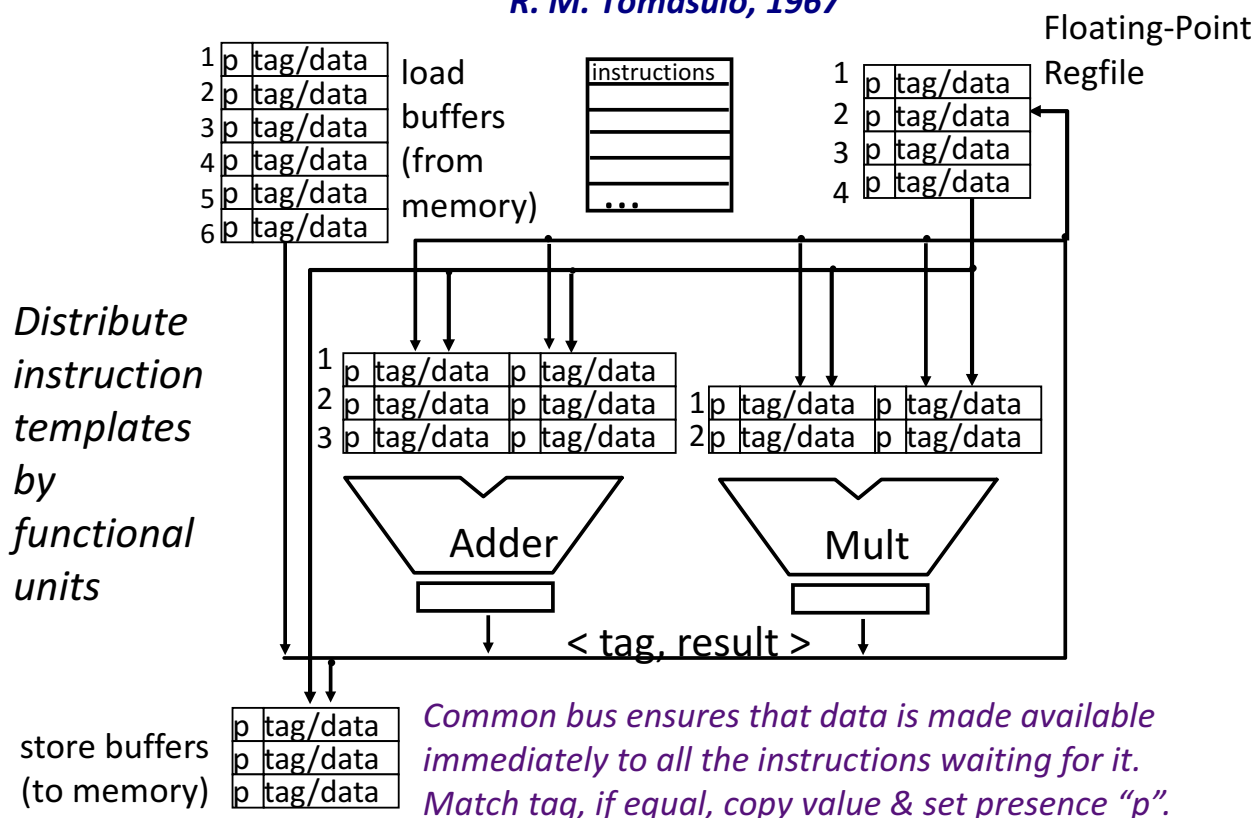 R. M. Tomasulo, 1967
Floating-Point
Regfile
1 p tag/data
2 p tag/data
3 p tag/data
4 p tag/data
5 p tag/data
6 p tag/data
load
buffers
(from
memory)
instructions
...
1 p tag/data
2 p tag/data
3 p tag/data
4 p tag/data
Distribute
instruction
templates
by
functional
units
1 p tag/data p tag/data
2 p tag/data p tag/data
3 p tag/data p tag/data
1 p tag/data p tag/data
2 p tag/data p tag/data
Adder
Mult
< tag, result >
store buffers
(to memory)
p tag/data
p tag/data
p tag/data
Common bus ensures that data is made available
immediately to all the instructions waiting for it.
Match tag, if equal, copy value & set presence “p”.